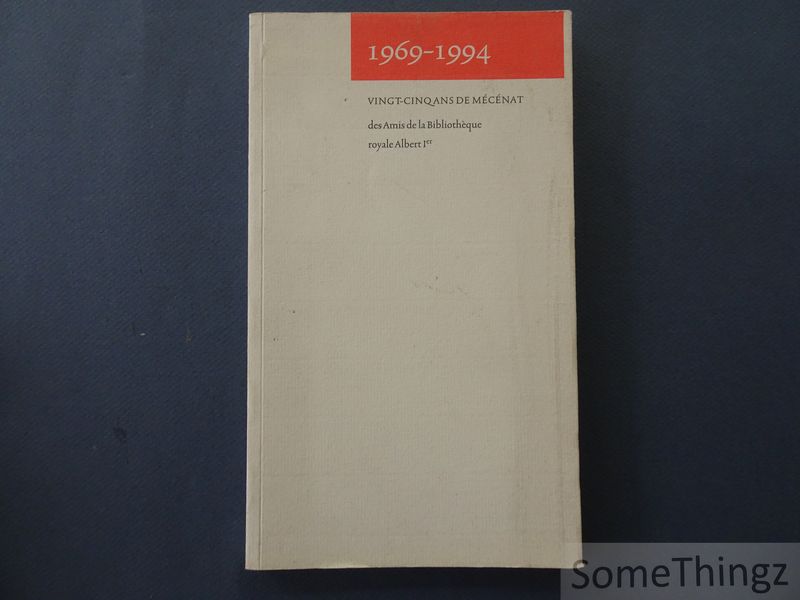 1969–1994
VINGT-CINQ ANS DE MÉCÉNAT
des Amis de la Bibliothèque
royale Albert Iᵉʳ
SomeThingz